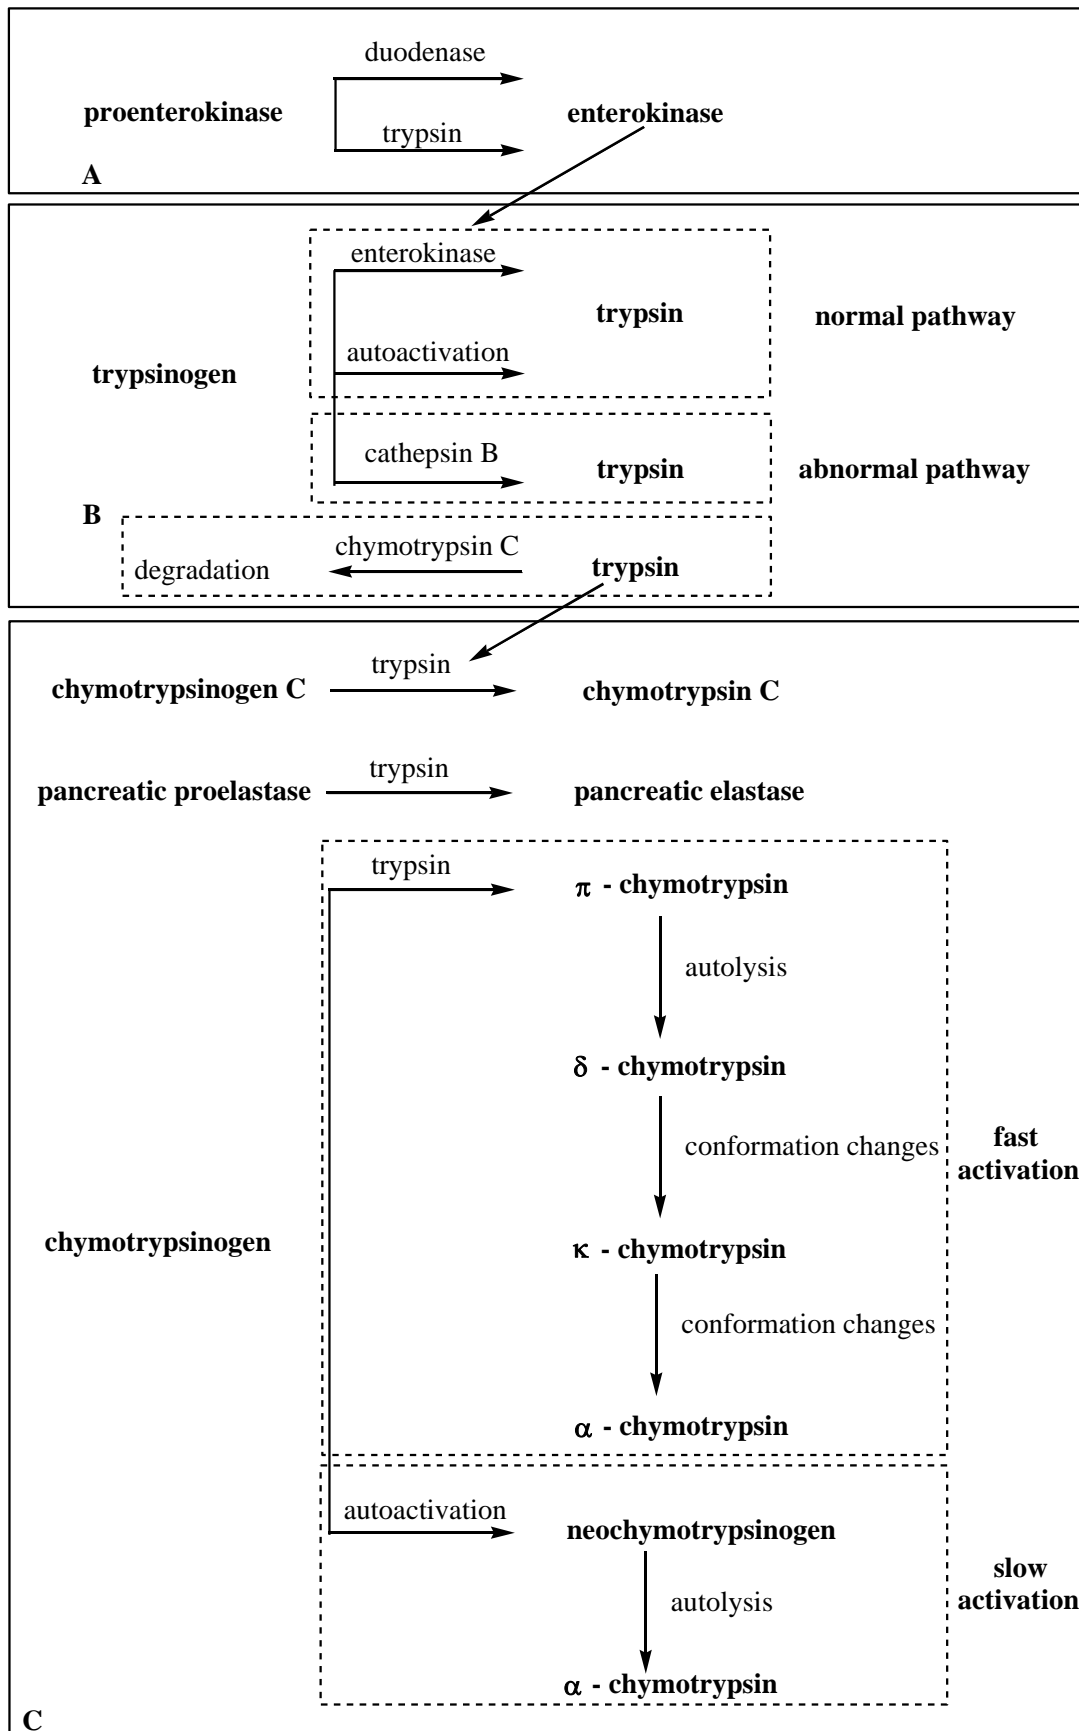 duodenase
proenterokinase
enterokinase
trypsin
A
enterokinase
trypsin
normal pathway
autoactivation
trypsinogen
cathepsin B
trypsin
abnormal pathway
B
chymotrypsin C
degradation
trypsin
trypsin
chymotrypsinogen C
chymotrypsin C
trypsin
pancreatic proelastase
pancreatic elastase
trypsin
π - chymotrypsin
autolysis
δ - chymotrypsin
conformation changes
fast
activation
chymotrypsinogen
κ - chymotrypsin
conformation changes
α - chymotrypsin
autoactivation
neochymotrypsinogen
slow
activation
autolysis
α - chymotrypsin
C